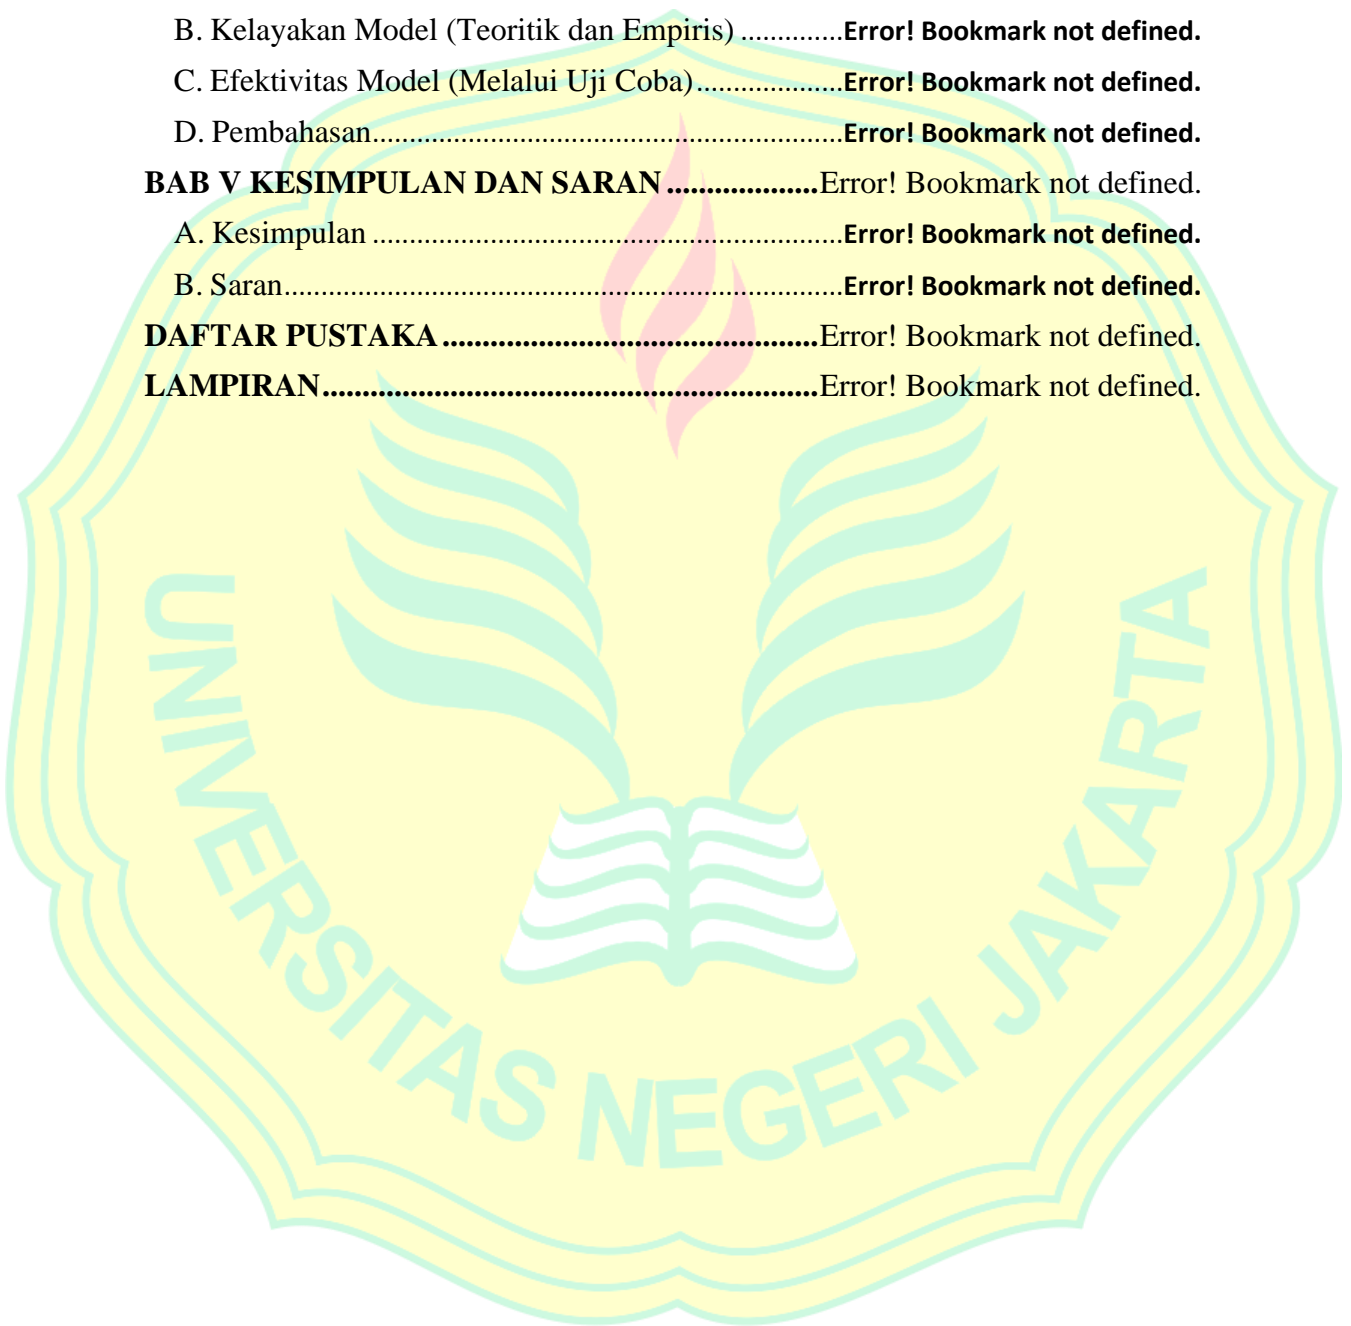 B. Kelayakan Model (Teoritik dan Empiris) ..............Error! Bookmark not defined.
C. Efektivitas Model (Melalui Uji Coba)...................Error! Bookmark not defined.
D. Pembahasan.............................................................Error! Bookmark not defined.
BAB V KESIMPULAN DAN SARAN ...................Error! Bookmark not defined.
A. Kesimpulan .............................................................Error! Bookmark not defined.
B. Saran........................................................................Error! Bookmark not defined.
DAFTAR PUSTAKA...............................................Error! Bookmark not defined.
LAMPIRAN..............................................................Error! Bookmark not defined.
UNIVERSITAS NEGERI JAKARTA